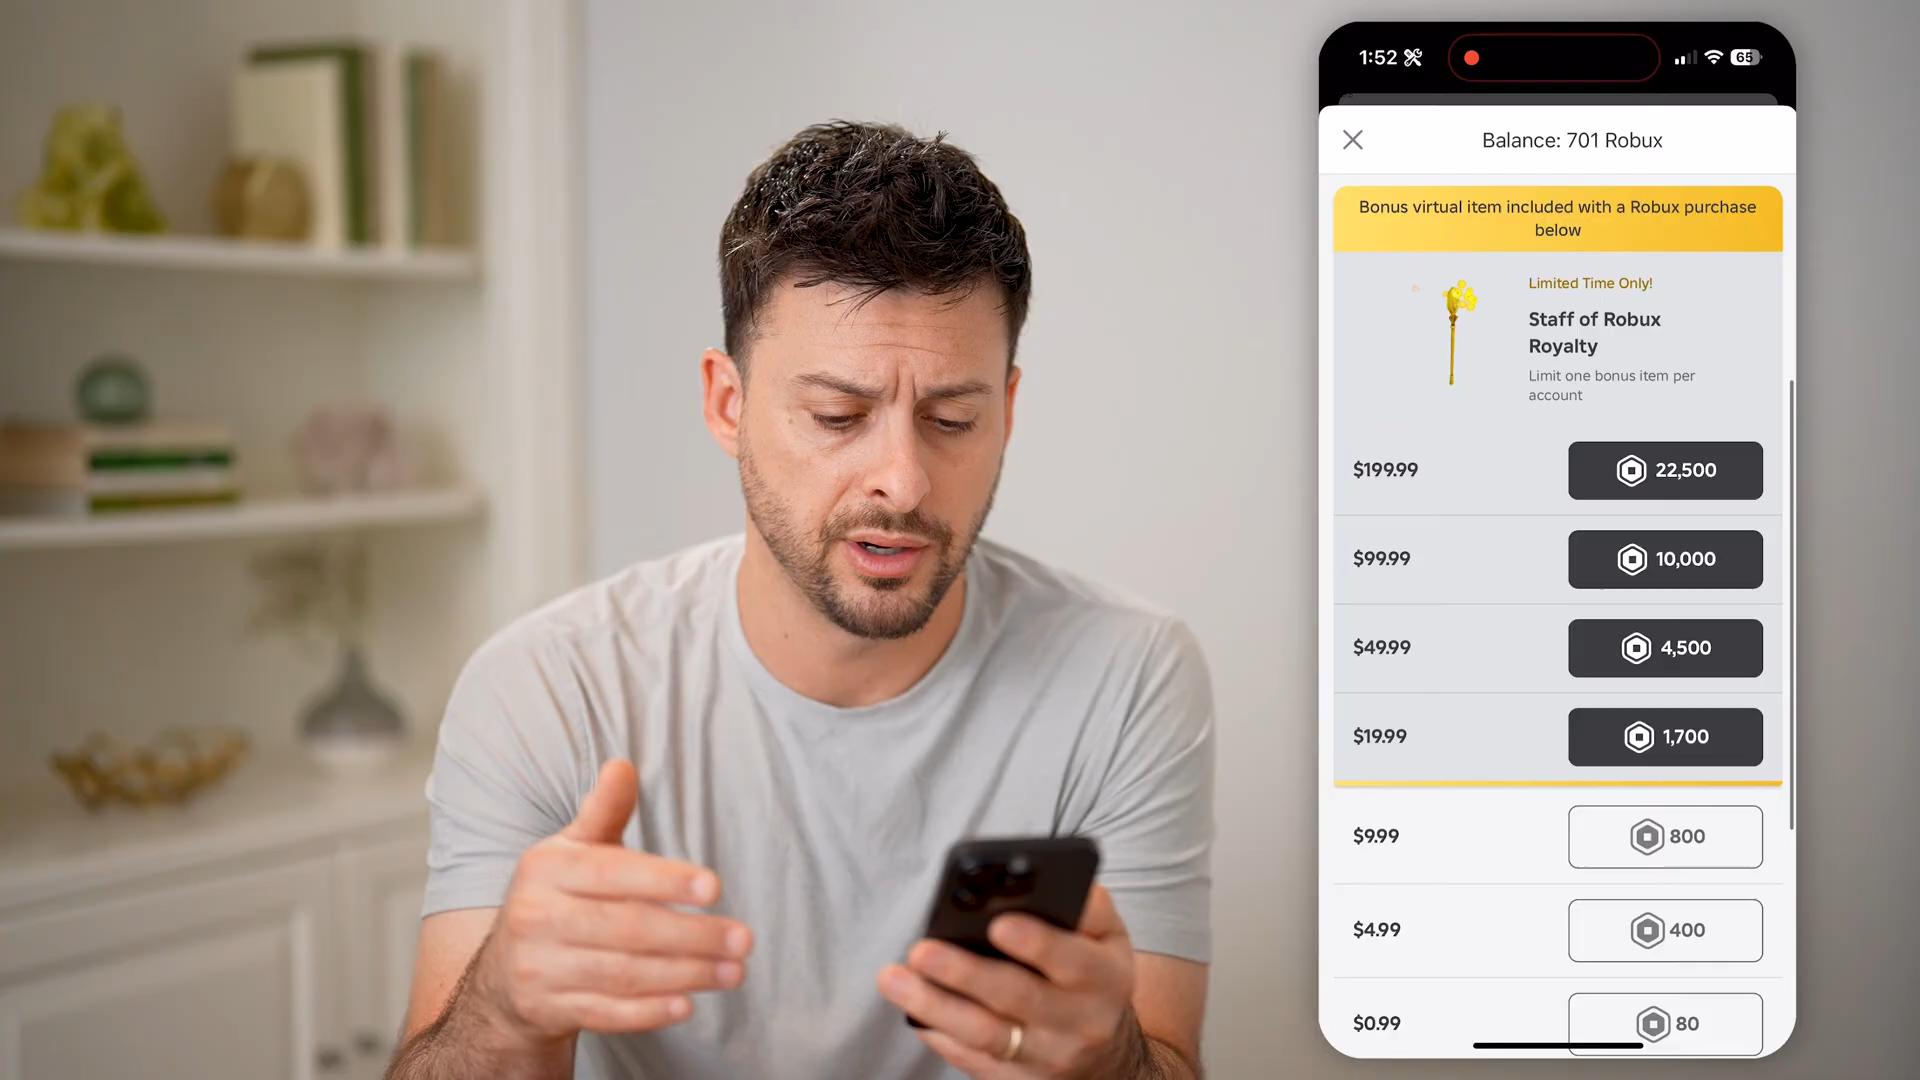 1:52
65
Balance: 701 Robux
Bonus virtual item included with a Robux purchase
below
Limited Time Only!
Staff of Robux
Royalty
Limit one bonus item per
account
$199.99 22,500
$99.99 10,000
$49.99 4,500
$19.99 1,700
$9.99 800
$4.99 400
$0.99 80